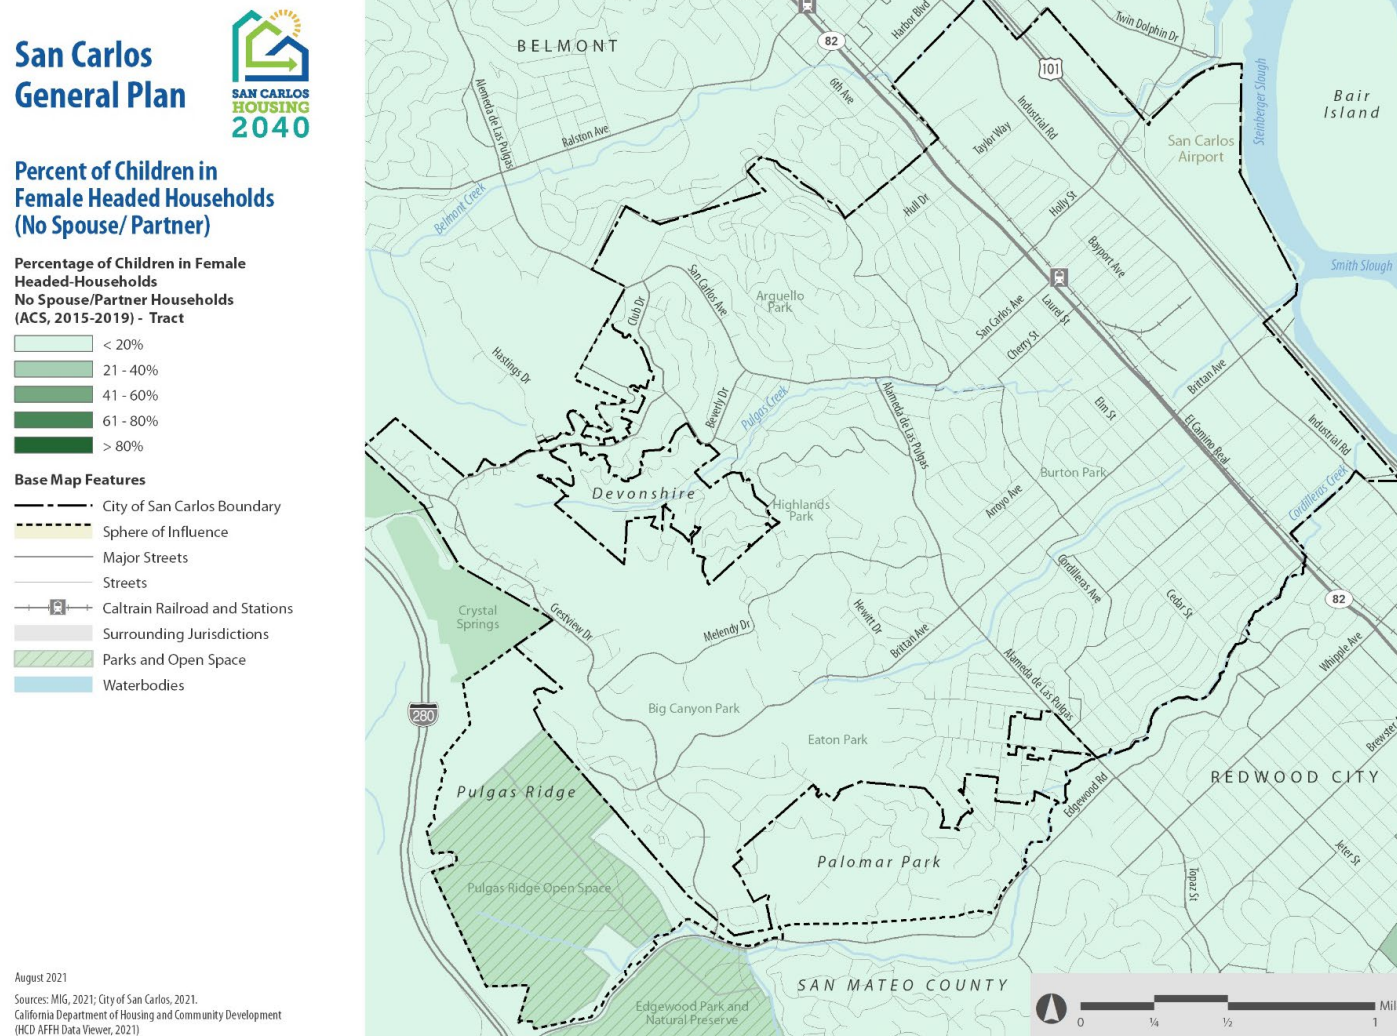 San Carlos
General Plan
SAN CARLOS
HOUSING
2040
Percent of Children in
Female Headed Households
(No Spouse/ Partner)
Percentage of Children in Female
Headed-Households
No Spouse/Partner Households
(ACS, 2015-2019) - Tract
< 20%
21 - 40%
41 - 60%
61 - 80%
> 80%
Base Map Features
City of San Carlos Boundary
Sphere of Influence
Major Streets
Streets
Caltrain Railroad and Stations
Surrounding Jurisdictions
Parks and Open Space
Waterbodies
August 2021
Sources: MIG, 2021; City of San Carlos, 2021.
California Department of Housing and Community Development
(HCD AFFH Data Viewer, 2021)
BELMONT
Harbor Blvd
Twin Dolphin Dr
82
101
Alameda de Las Pulgas
6th Ave
Ralston Ave
Industrial Rd
Taylor Way
San Carlos
Airport
Steinberger Slough
Bair
Island
Belmont Creek
Hull Dr
Holly St
Bayport Ave
Smith Slough
San Carlos Ave
Arguello
Park
Club Dr
San Carlos Ave
Laurel St
Cherry St
Hastings Dr
Beverly Dr
Pulgas Creek
Alameda de Las Pulgas
Elm St
Brittan Ave
El Camino Real
Industrial Rd
Devonshire
Highlands
Park
Burton Park
Arroyo Ave
Cordilleras Creek
Crystal
Springs
Crestview Dr
Melendy Dr
Hewitt Dr
Brittan Ave
Cordilleras Ave
Cedar St
82
Whipple Ave
Alameda de Las Pulgas
280
Big Canyon Park
Eaton Park
Brewster
Pulgas Ridge
Edgewood Rd
REDWOOD CITY
Palomar Park
Jeter St
Topaz St
Pulgas Ridge Open Space
SAN MATEO COUNTY
Edgewood Park and
Natural Preserve
0 ¼ ½ 1
Mil